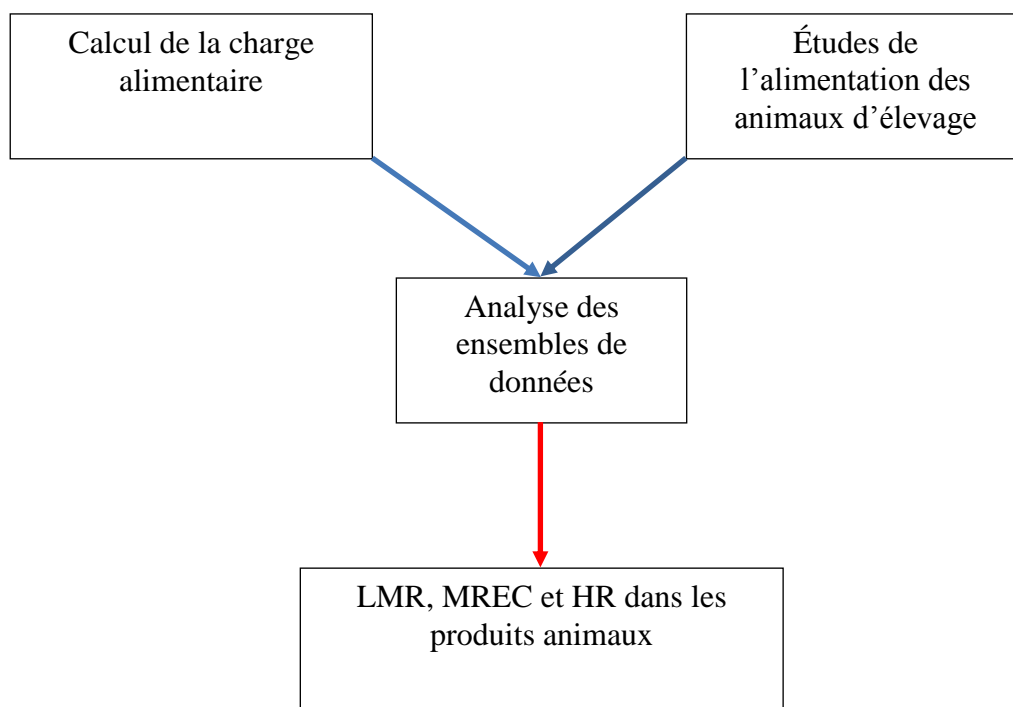 Calcul de la charge
alimentaire
Études de
l’alimentation des
animaux d’élevage
Analyse des
ensembles de
données
LMR, MREC et HR dans les
produits animaux